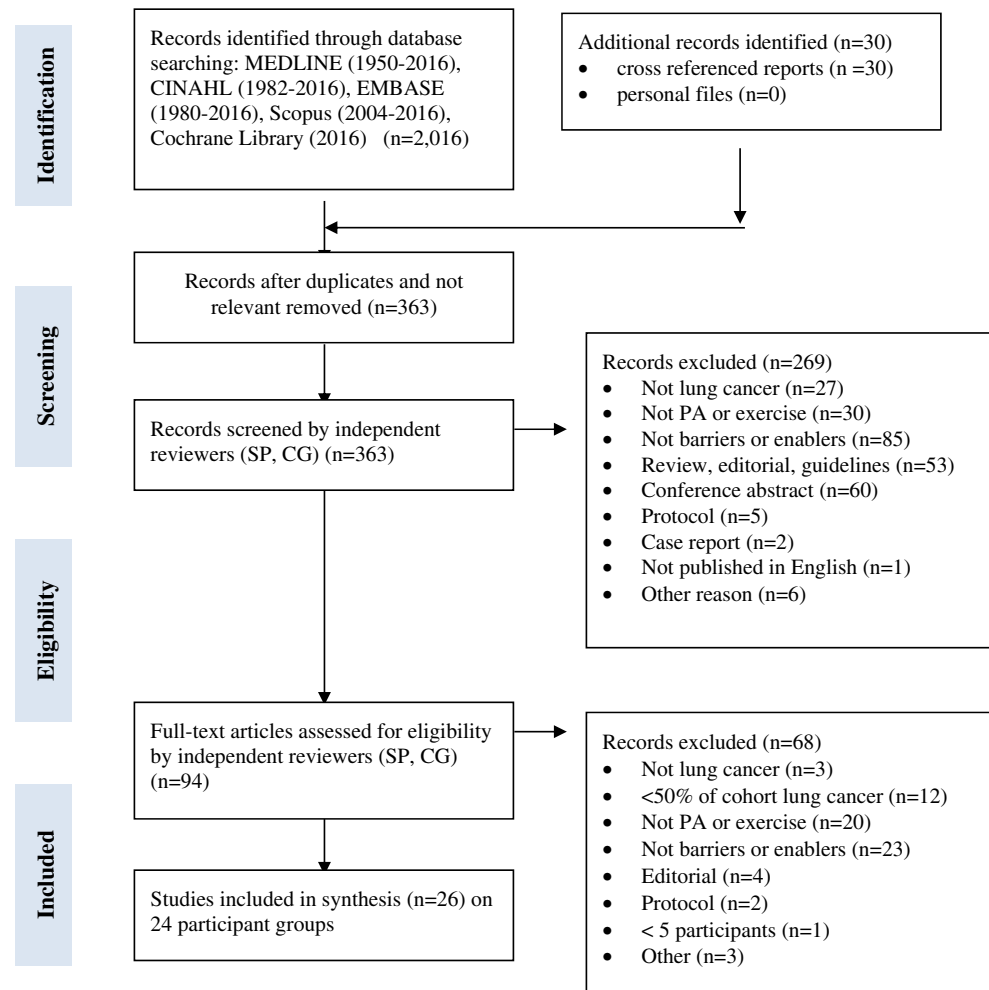 Identification
Records identified through database
searching: MEDLINE (1950-2016),
CINAHL (1982-2016), EMBASE
(1980-2016), Scopus (2004-2016),
Cochrane Library (2016) (n=2,016)
Additional records identified (n=30)
• cross referenced reports (n =30)
• personal files (n=0)
Screening
Records after duplicates and not
relevant removed (n=363)
Records screened by independent
reviewers (SP, CG) (n=363)
Records excluded (n=269)
• Not lung cancer (n=27)
• Not PA or exercise (n=30)
• Not barriers or enablers (n=85)
• Review, editorial, guidelines (n=53)
• Conference abstract (n=60)
• Protocol (n=5)
• Case report (n=2)
• Not published in English (n=1)
• Other reason (n=6)
Eligibility
Full-text articles assessed for eligibility
by independent reviewers (SP, CG)
(n=94)
Records excluded (n=68)
• Not lung cancer (n=3)
• <50% of cohort lung cancer (n=12)
• Not PA or exercise (n=20)
• Not barriers or enablers (n=23)
• Editorial (n=4)
• Protocol (n=2)
• < 5 participants (n=1)
• Other (n=3)
Included
Studies included in synthesis (n=26) on
24 participant groups